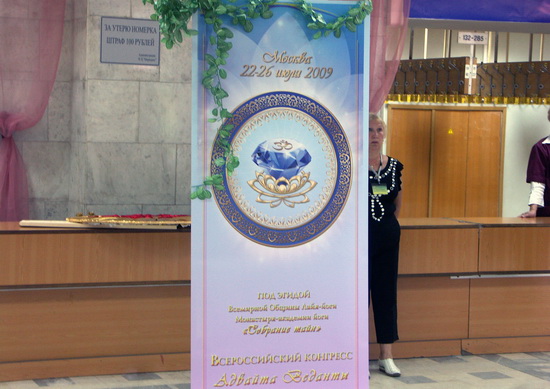 ЗА УТЕРЮ НОМЕРКА
ШТРАФ 100 РУБЛЕЙ
132-265
Москва
22-26 июля 2009
ॐ
ПОД ЭГИДОЙ
Всемирной Общины Лайя-йоги
Монастыря-академии йоги
«Собрание тайн»
ВСЕРОССИЙСКИЙ КОНГРЕСС
Адвайта Веданты